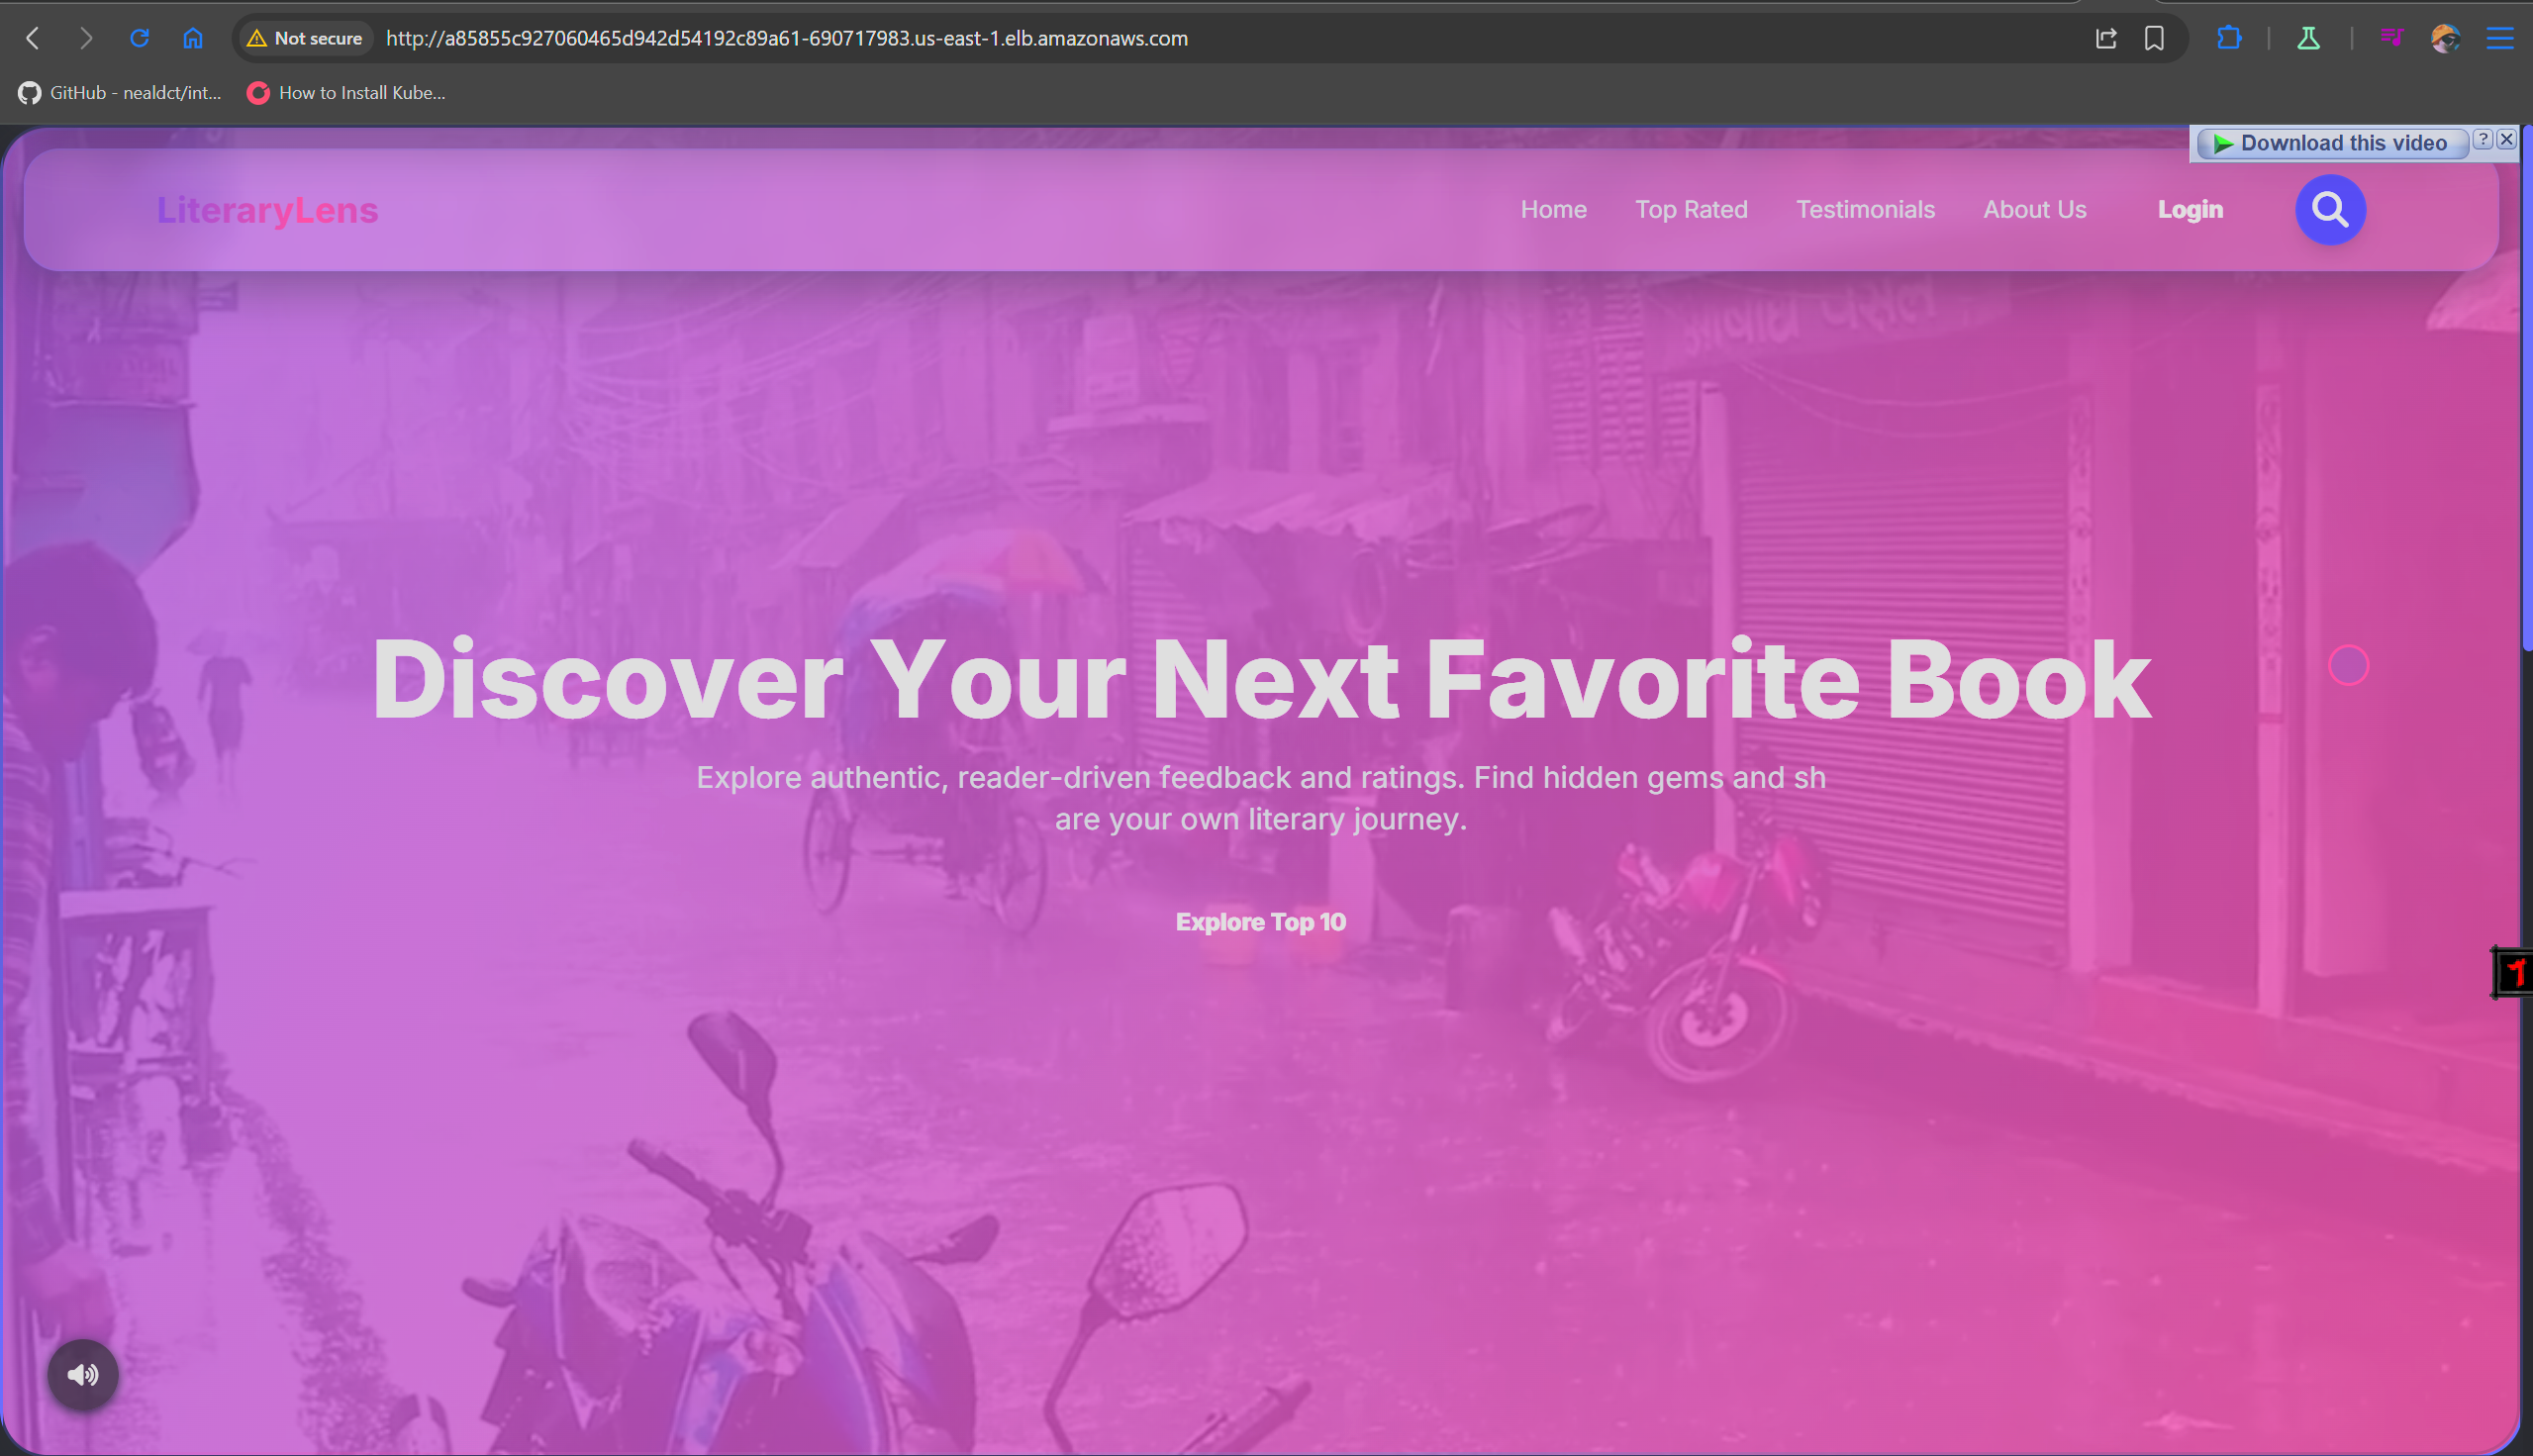 Not secure
http://a85855c927060465d942d54192c89a61-690717983.us-east-1.elb.amazonaws.com
GitHub - nealdct/int...
How to Install Kube...
Download this video ? X
LiteraryLens
Home Top Rated Testimonials About Us Login
Discover Your Next Favorite Book
Explore authentic, reader-driven feedback and ratings. Find hidden gems and sh
are your own literary journey.
Explore Top 10